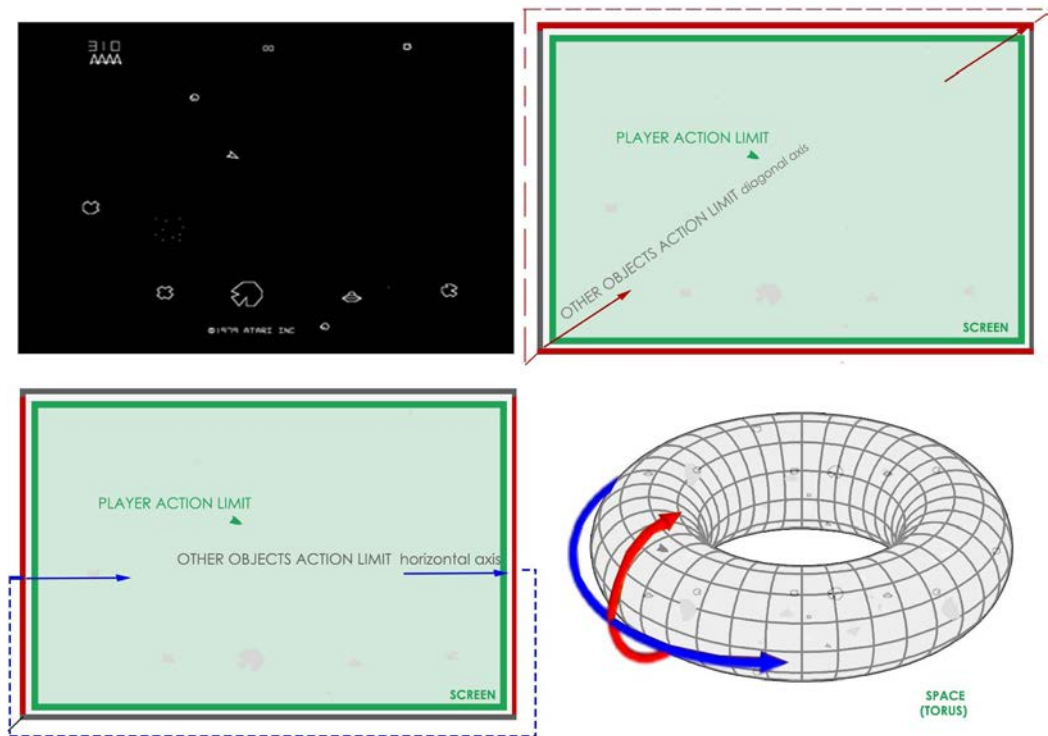 310
©1979 ATARI INC
PLAYER ACTION LIMIT
OTHER OBJECTS ACTION LIMIT diagonal axis
SCREEN
PLAYER ACTION LIMIT
OTHER OBJECTS ACTION LIMIT horizontal axis
SCREEN
SPACE
(TORUS)